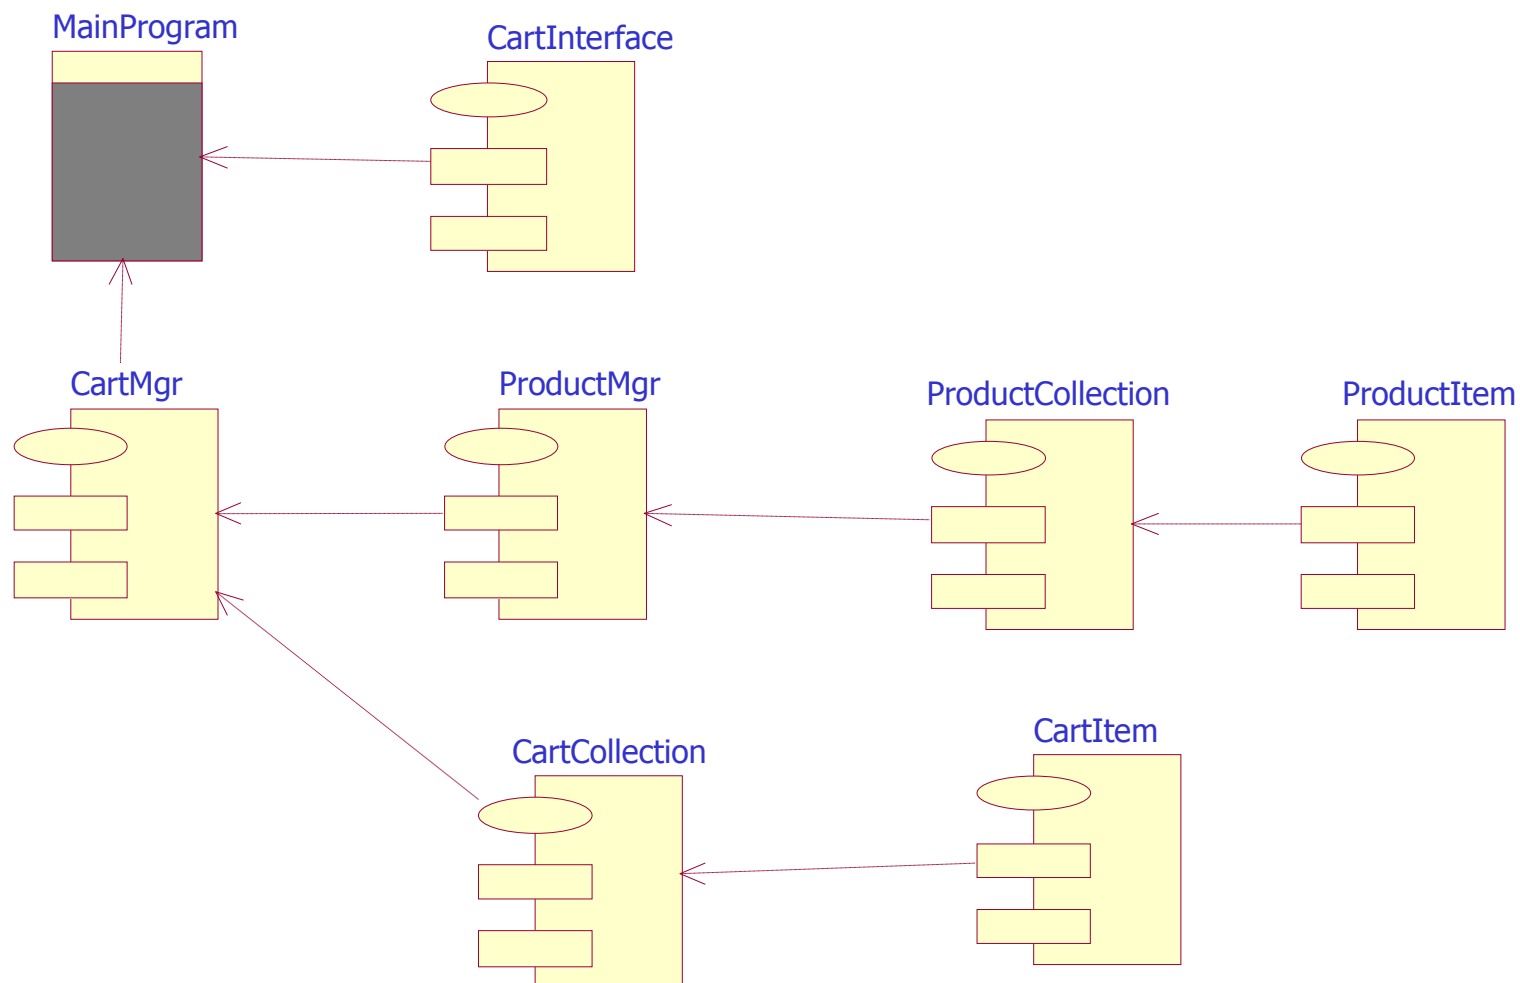 MainProgram
CartInterface
CartMgr
ProductMgr
ProductCollection
ProductItem
CartCollection
CartItem